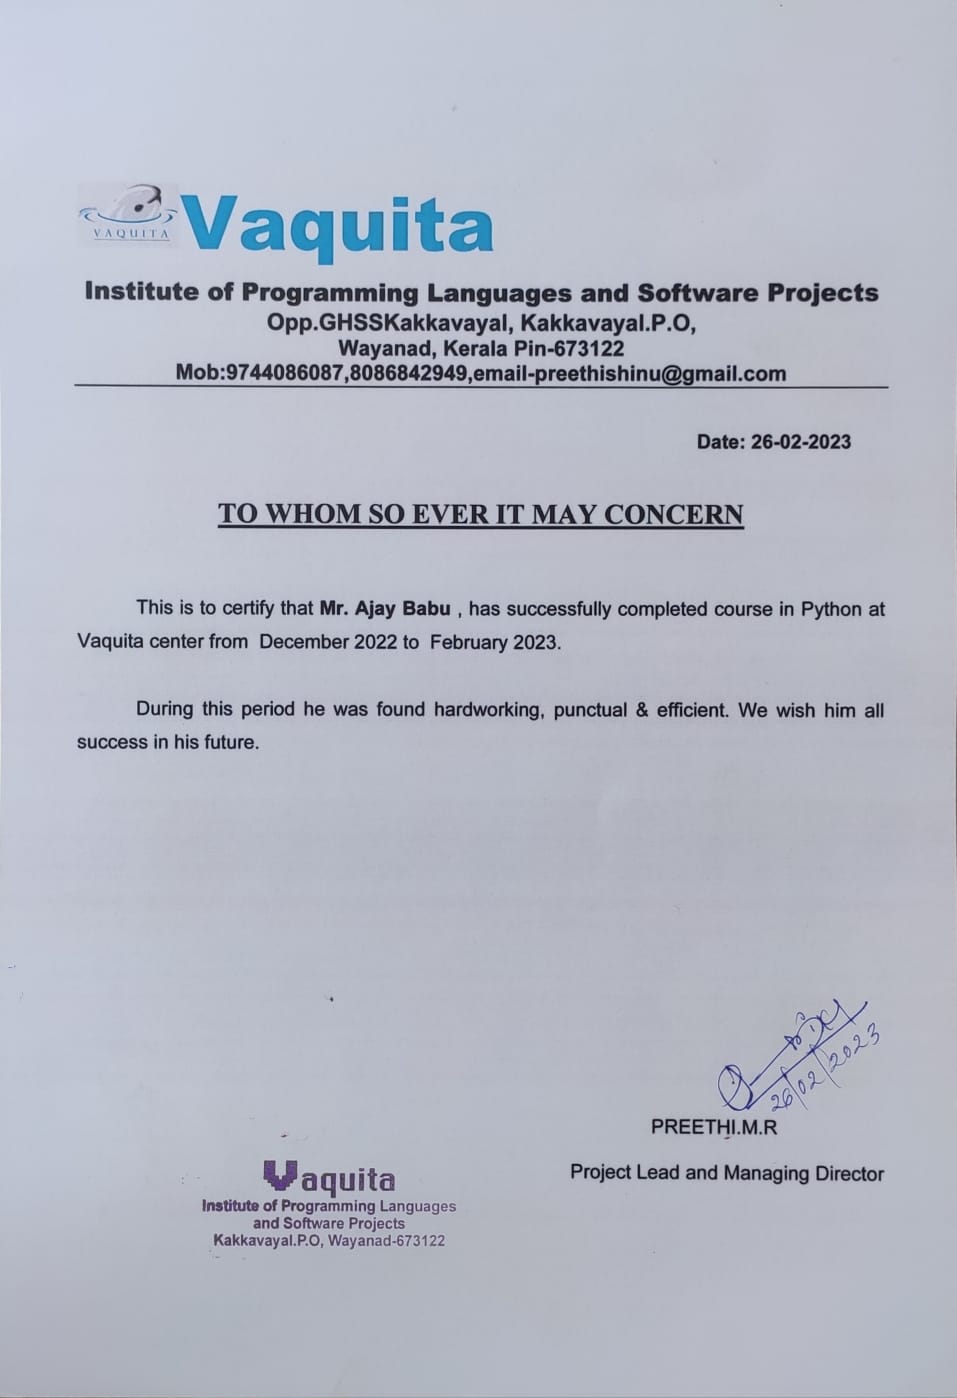 VAQUITA
Vaquita
Institute of Programming Languages and Software Projects
Opp.GHSSKakkavayal, Kakkavayal.P.O,
Wayanad, Kerala Pin-673122
Mob:9744086087,8086842949,email-preethishinu@gmail.com
Date: 26-02-2023
TO WHOM SO EVER IT MAY CONCERN
This is to certify that Mr. Ajay Babu , has successfully completed course in Python at
Vaquita center from December 2022 to February 2023.
During this period he was found hardworking, punctual & efficient. We wish him all
success in his future.
26/02/2023
PREETHI.M.R
Project Lead and Managing Director
Vaquita
Institute of Programming Languages
and Software Projects
Kakkavayal.P.O, Wayanad-673122